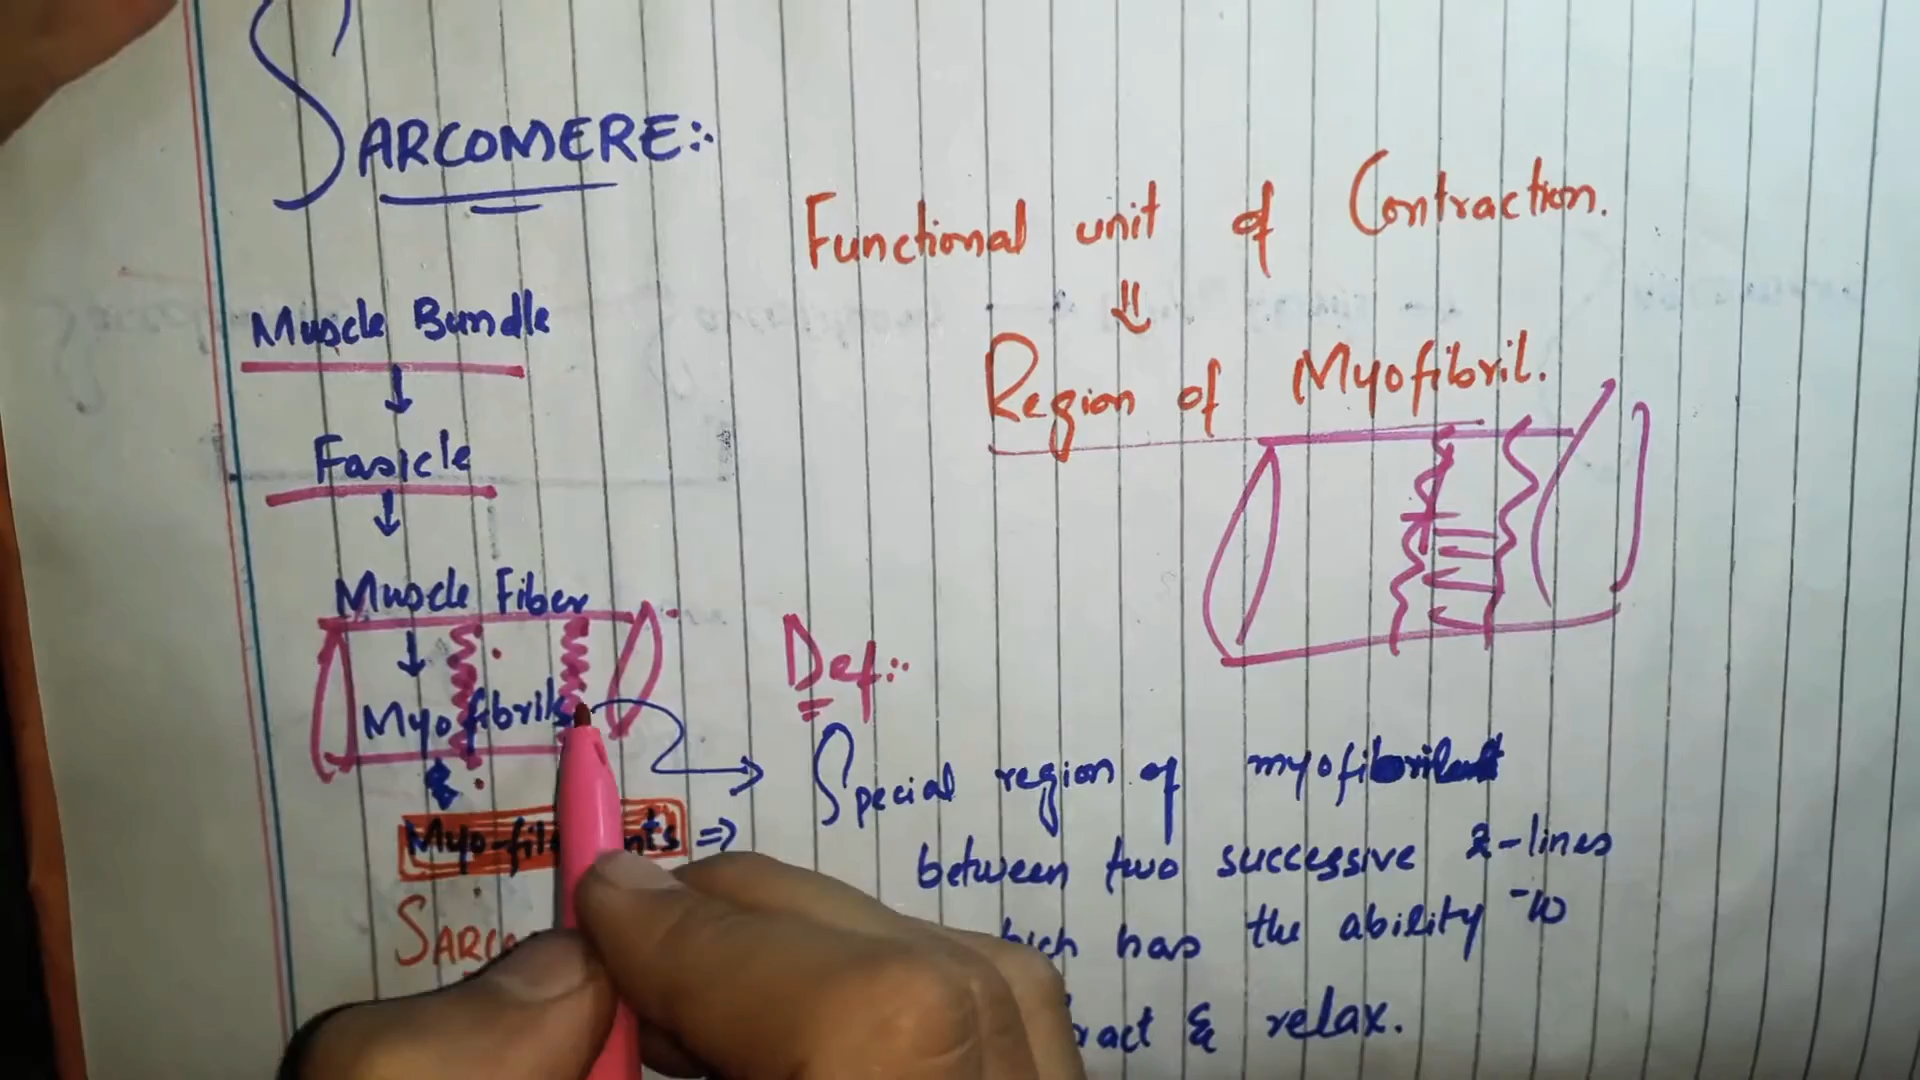 SARCOMERE:-
Functional unit of Contraction.
⇓
Region of Myofibril.
Muscle Bundle
↓
Fasicle
↓
Muscle Fiber
↓
Myofibrils
Def:-
Special region of
between two successive z-lines
has the ability to
& relax.